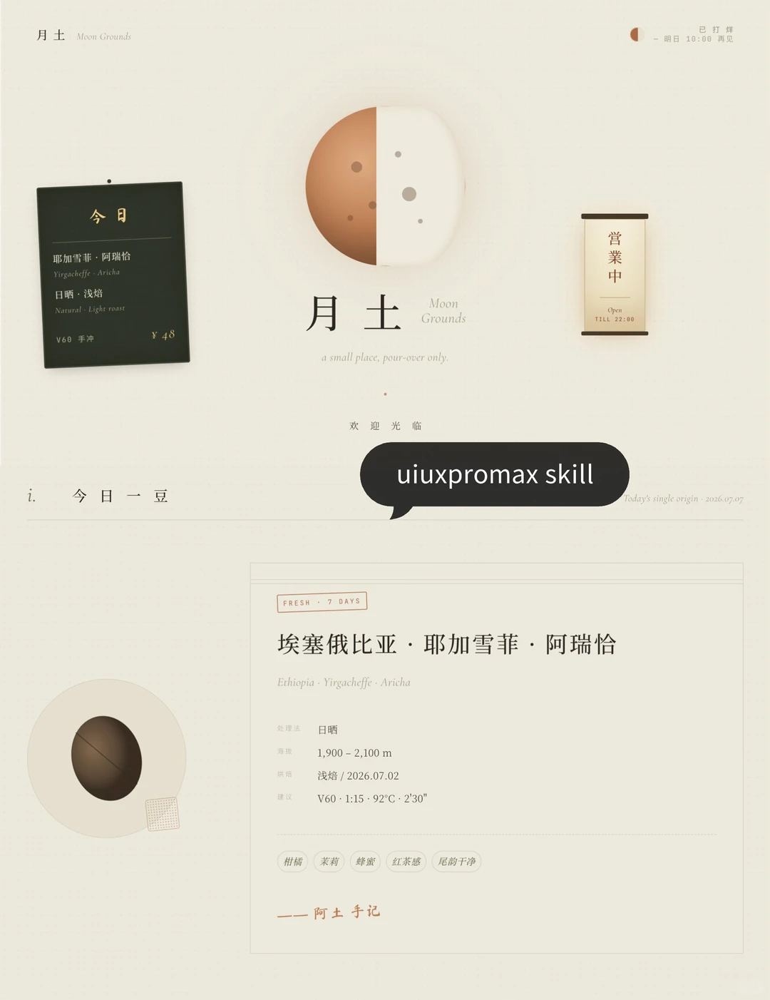 月土 Moon Grounds
已打烊
— 明日 10:00 再见
今日
耶加雪菲 · 阿瑞恰
Yirgacheffe · Aricha
日晒 · 浅焙
Natural · Light roast
V60 手冲 ¥ 48
営業中
Open
TILL 22:00
月土 Moon Grounds
a small place, pour-over only.
欢迎光临
uiuxpromax skill
i. 今日一豆
Today's single origin · 2026.07.07
FRESH · 7 DAYS
埃塞俄比亚 · 耶加雪菲 · 阿瑞恰
Ethiopia · Yirgacheffe · Aricha
处理法 日晒
海拔 1,900 – 2,100 m
烘焙 浅焙 / 2026.07.02
建议 V60 · 1:15 · 92°C · 2'30"
柑橘 茉莉 蜂蜜 红茶感 尾韵干净
—— 阿土 手记